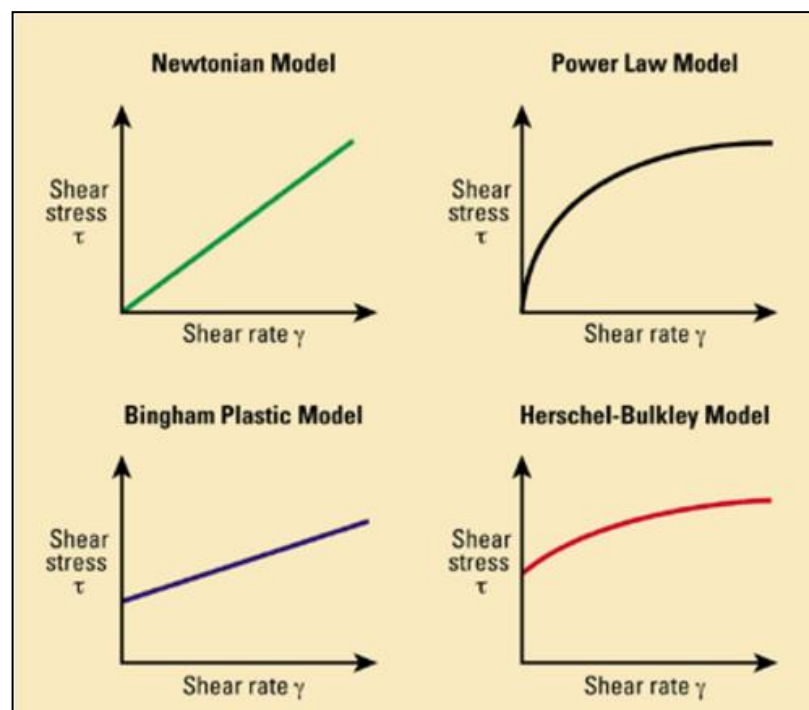 Newtonian Model
Shear
stress
τ
Shear rate γ
Power Law Model
Shear
stress
τ
Shear rate γ
Bingham Plastic Model
Shear
stress
τ
Shear rate γ
Herschel-Bulkley Model
Shear
stress
τ
Shear rate γ